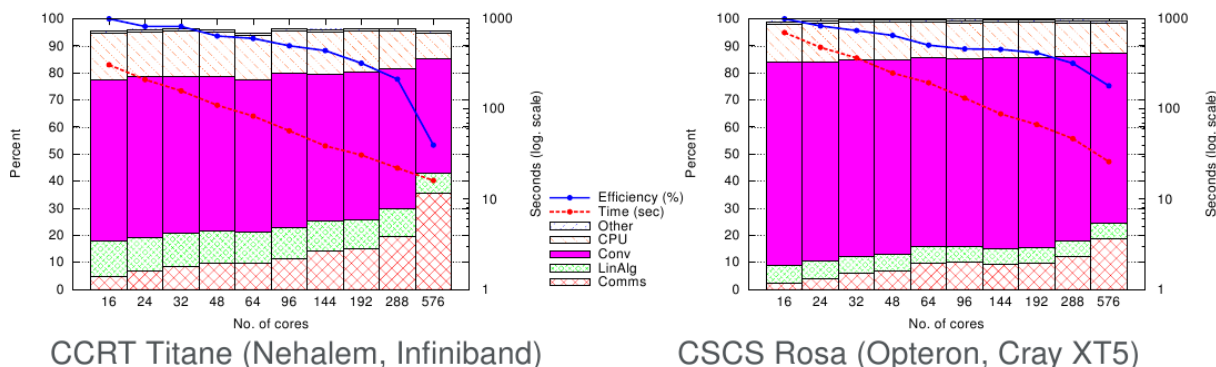 100
90
80
70
60
50
40
30
20
10
0
Percent
1000
100
10
1
Seconds (log. scale)
16 24 32 48 64 96 144 192 288 576
No. of cores
CCRT Titane (Nehalem, Infiniband)
Efficiency (%)
Time (sec)
Other
CPU
Conv
LinAlg
Comms
100
90
80
70
60
50
40
30
20
10
0
Percent
1000
100
10
1
Seconds (log. scale)
16 24 32 48 64 96 144 192 288 576
No. of cores
CSCS Rosa (Opteron, Cray XT5)